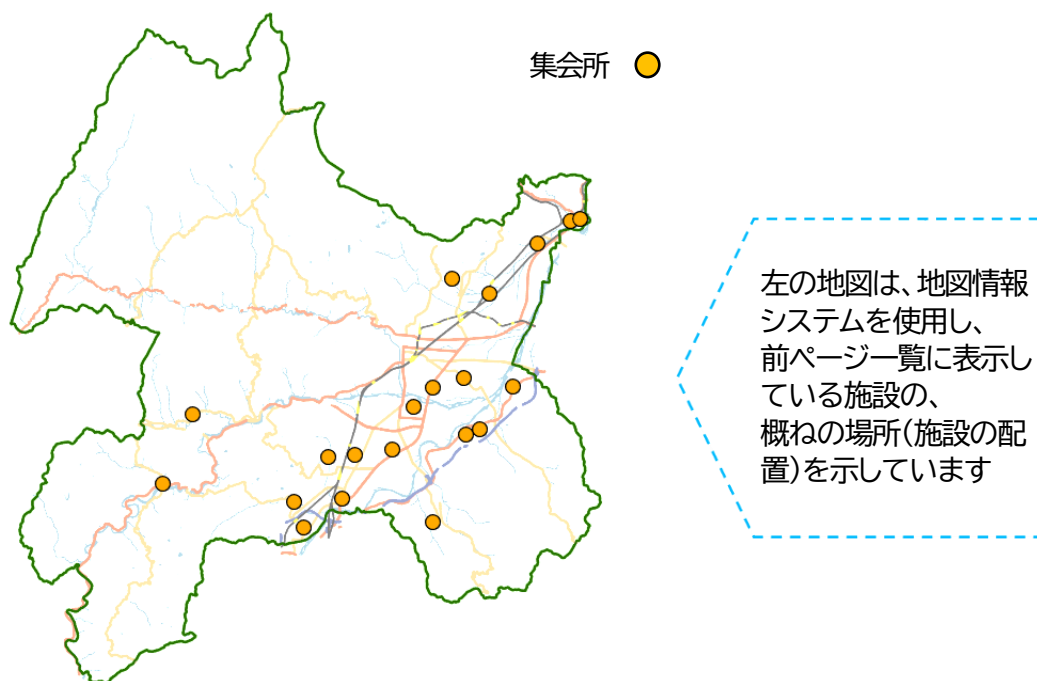 集会所
左の地図は、地図情報
システムを使用し、
前ページ一覧に表示し
ている施設の、
概ねの場所(施設の配
置)を示しています